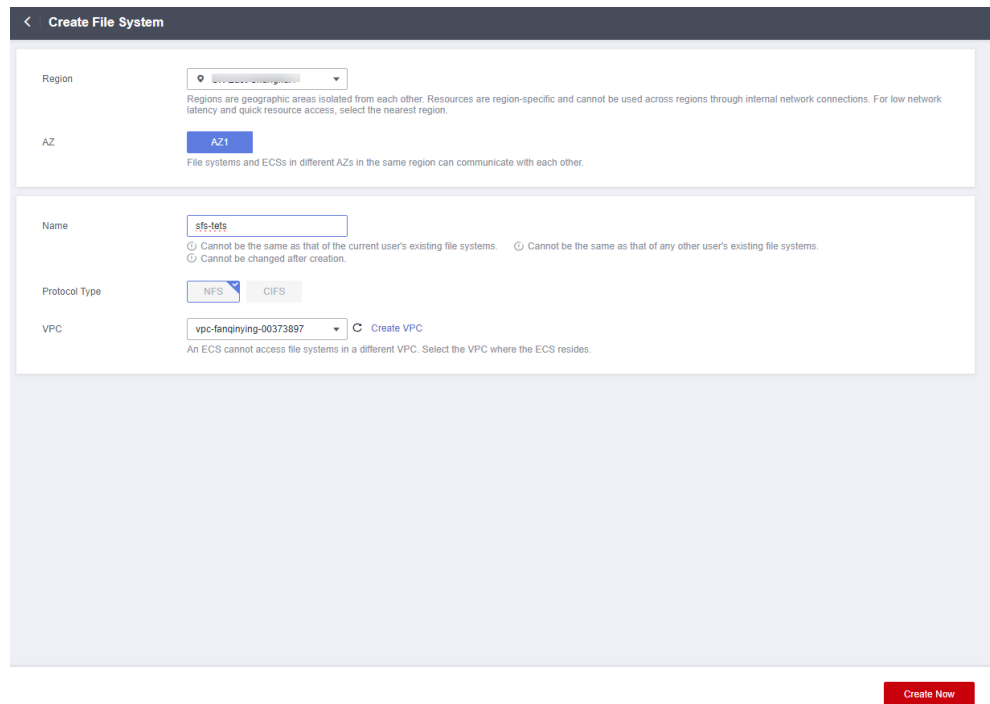 Create File System
Region
Regions are geographic areas isolated from each other. Resources are region-specific and cannot be used across regions through internal network connections. For low network
latency and quick resource access, select the nearest region.
AZ
AZ1
File systems and ECSs in different AZs in the same region can communicate with each other.
Name
sfs-tets
Cannot be the same as that of the current user's existing file systems. Cannot be the same as that of any other user's existing file systems.
Cannot be changed after creation.
Protocol Type
NFS CIFS
VPC
vpc-fanqinying-00373897 Create VPC
An ECS cannot access file systems in a different VPC. Select the VPC where the ECS resides.
Create Now